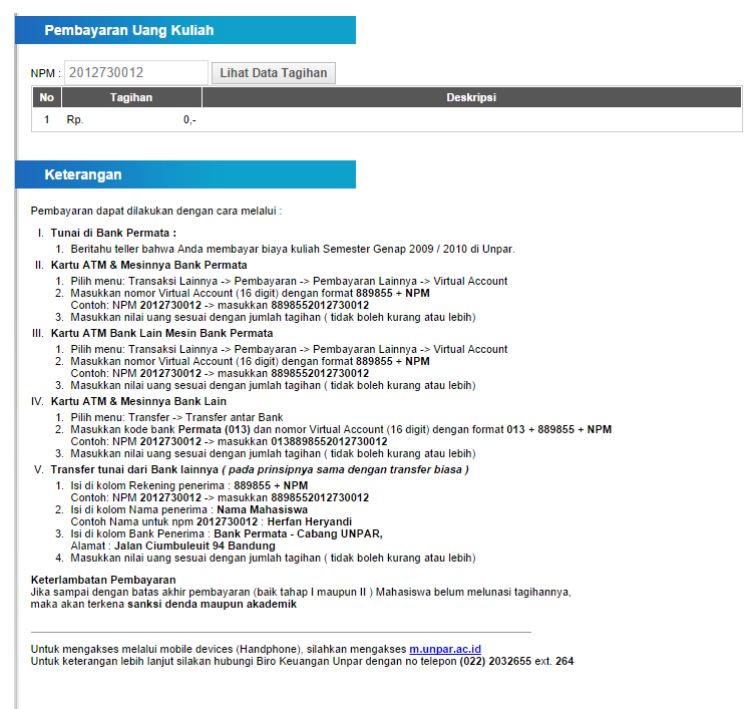 Pembayaran Uang Kuliah
NPM : 2012730012 Lihat Data Tagihan
No Tagihan Deskripsi
1 Rp. 0,-
Keterangan
Pembayaran dapat dilakukan dengan cara melalui :
I. Tunai di Bank Permata :
1. Beritahu teller bahwa Anda membayar biaya kuliah Semester Genap 2009 / 2010 di Unpar.
II. Kartu ATM & Mesinnya Bank Permata
1. Pilih menu: Transaksi Lainnya -> Pembayaran -> Pembayaran Lainnya -> Virtual Account
2. Masukkan nomor Virtual Account (16 digit) dengan format 889855 + NPM
Contoh: NPM 2012730012 -> masukkan 8898552012730012
3. Masukkan nilai uang sesuai dengan jumlah tagihan ( tidak boleh kurang atau lebih)
III. Kartu ATM Bank Lain Mesin Bank Permata
1. Pilih menu: Transaksi Lainnya -> Pembayaran -> Pembayaran Lainnya -> Virtual Account
2. Masukkan nomor Virtual Account (16 digit) dengan format 889855 + NPM
Contoh: NPM 2012730012 -> masukkan 8898552012730012
3. Masukkan nilai uang sesuai dengan jumlah tagihan ( tidak boleh kurang atau lebih)
IV. Kartu ATM & Mesinnya Bank Lain
1. Pilih menu: Transfer -> Transfer antar Bank
2. Masukkan kode bank Permata (013) dan nomor Virtual Account (16 digit) dengan format 013 + 889855 + NPM
Contoh: NPM 2012730012 -> masukkan 0138898552012730012
3. Masukkan nilai uang sesuai dengan jumlah tagihan ( tidak boleh kurang atau lebih)
V. Transfer tunai dari Bank lainnya ( pada prinsipnya sama dengan transfer biasa )
1. Isi di kolom Rekening penerima : 889855 + NPM
Contoh: NPM 2012730012 -> masukkan 8898552012730012
2. Isi di kolom Nama penerima : Nama Mahasiswa
Contoh Nama untuk npm 2012730012 : Herfan Heryandi
3. Isi di kolom Bank Penerima : Bank Permata - Cabang UNPAR,
Alamat : Jalan Ciumbuleuit 94 Bandung
4. Masukkan nilai uang sesuai dengan jumlah tagihan ( tidak boleh kurang atau lebih)
Keterlambatan Pembayaran
Jika sampai dengan batas akhir pembayaran (baik tahap I maupun II ) Mahasiswa belum melunasi tagihannya,
maka akan terkena sanksi denda maupun akademik
Untuk mengakses melalui mobile devices (Handphone), silahkan mengakses m.unpar.ac.id
Untuk keterangan lebih lanjut silakan hubungi Biro Keuangan Unpar dengan no telepon (022) 2032655 ext. 264